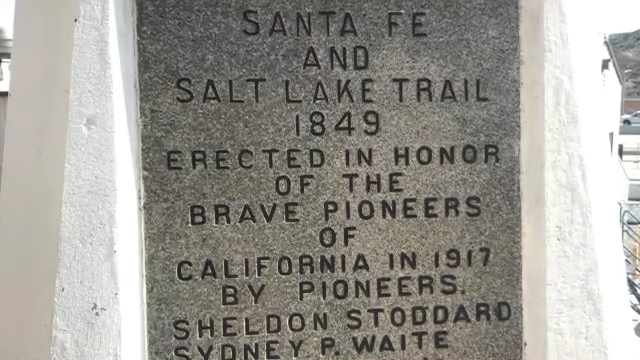 SANTA FE
AND
SALT LAKE TRAIL
1849
ERECTED IN HONOR
OF THE
BRAVE PIONEERS
OF
CALIFORNIA IN 1917
BY PIONEERS.
SHELDON STODDARD
SYDNEY P. WAITE